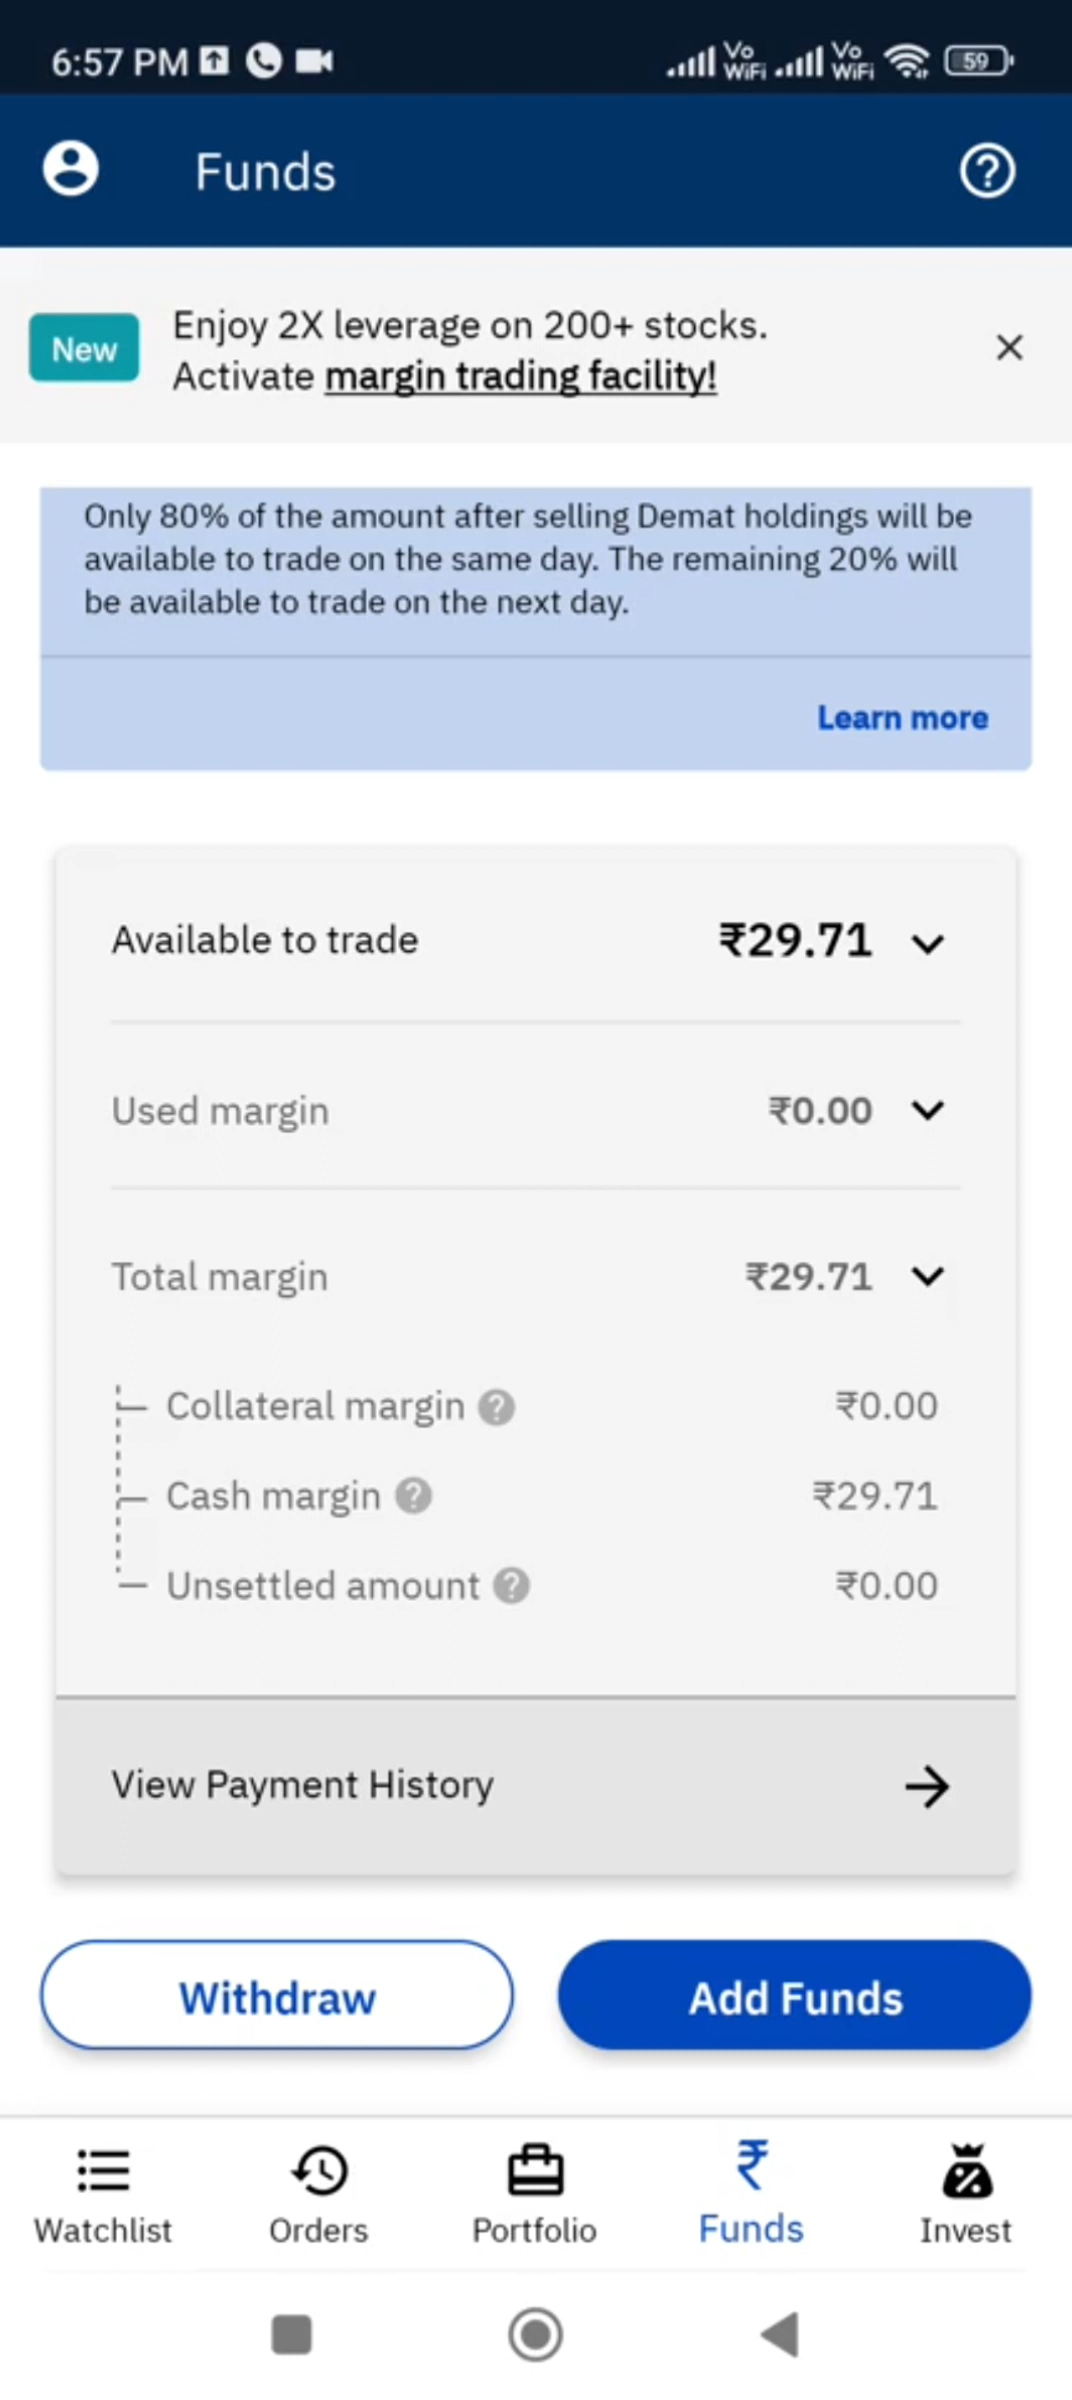 6:57 PM
Vo WiFi Vo WiFi 59
Funds
New
Enjoy 2X leverage on 200+ stocks.
Activate margin trading facility!
Only 80% of the amount after selling Demat holdings will be
available to trade on the same day. The remaining 20% will
be available to trade on the next day.
Learn more
Available to trade ₹29.71
Used margin ₹0.00
Total margin ₹29.71
Collateral margin ? ₹0.00
Cash margin ? ₹29.71
Unsettled amount ? ₹0.00
View Payment History
Withdraw Add Funds
Watchlist Orders Portfolio Funds Invest